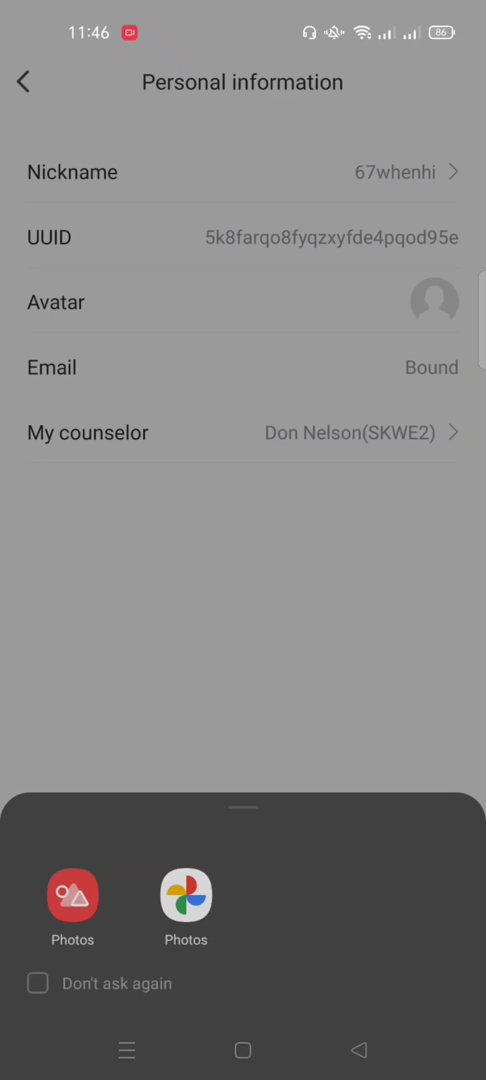 11:46 86
Personal information
Nickname 67whenhi
UUID 5k8farqo8fyqzxyfde4pqod95e
Avatar
Email Bound
My counselor Don Nelson(SKWE2)
Photos Photos
Don't ask again